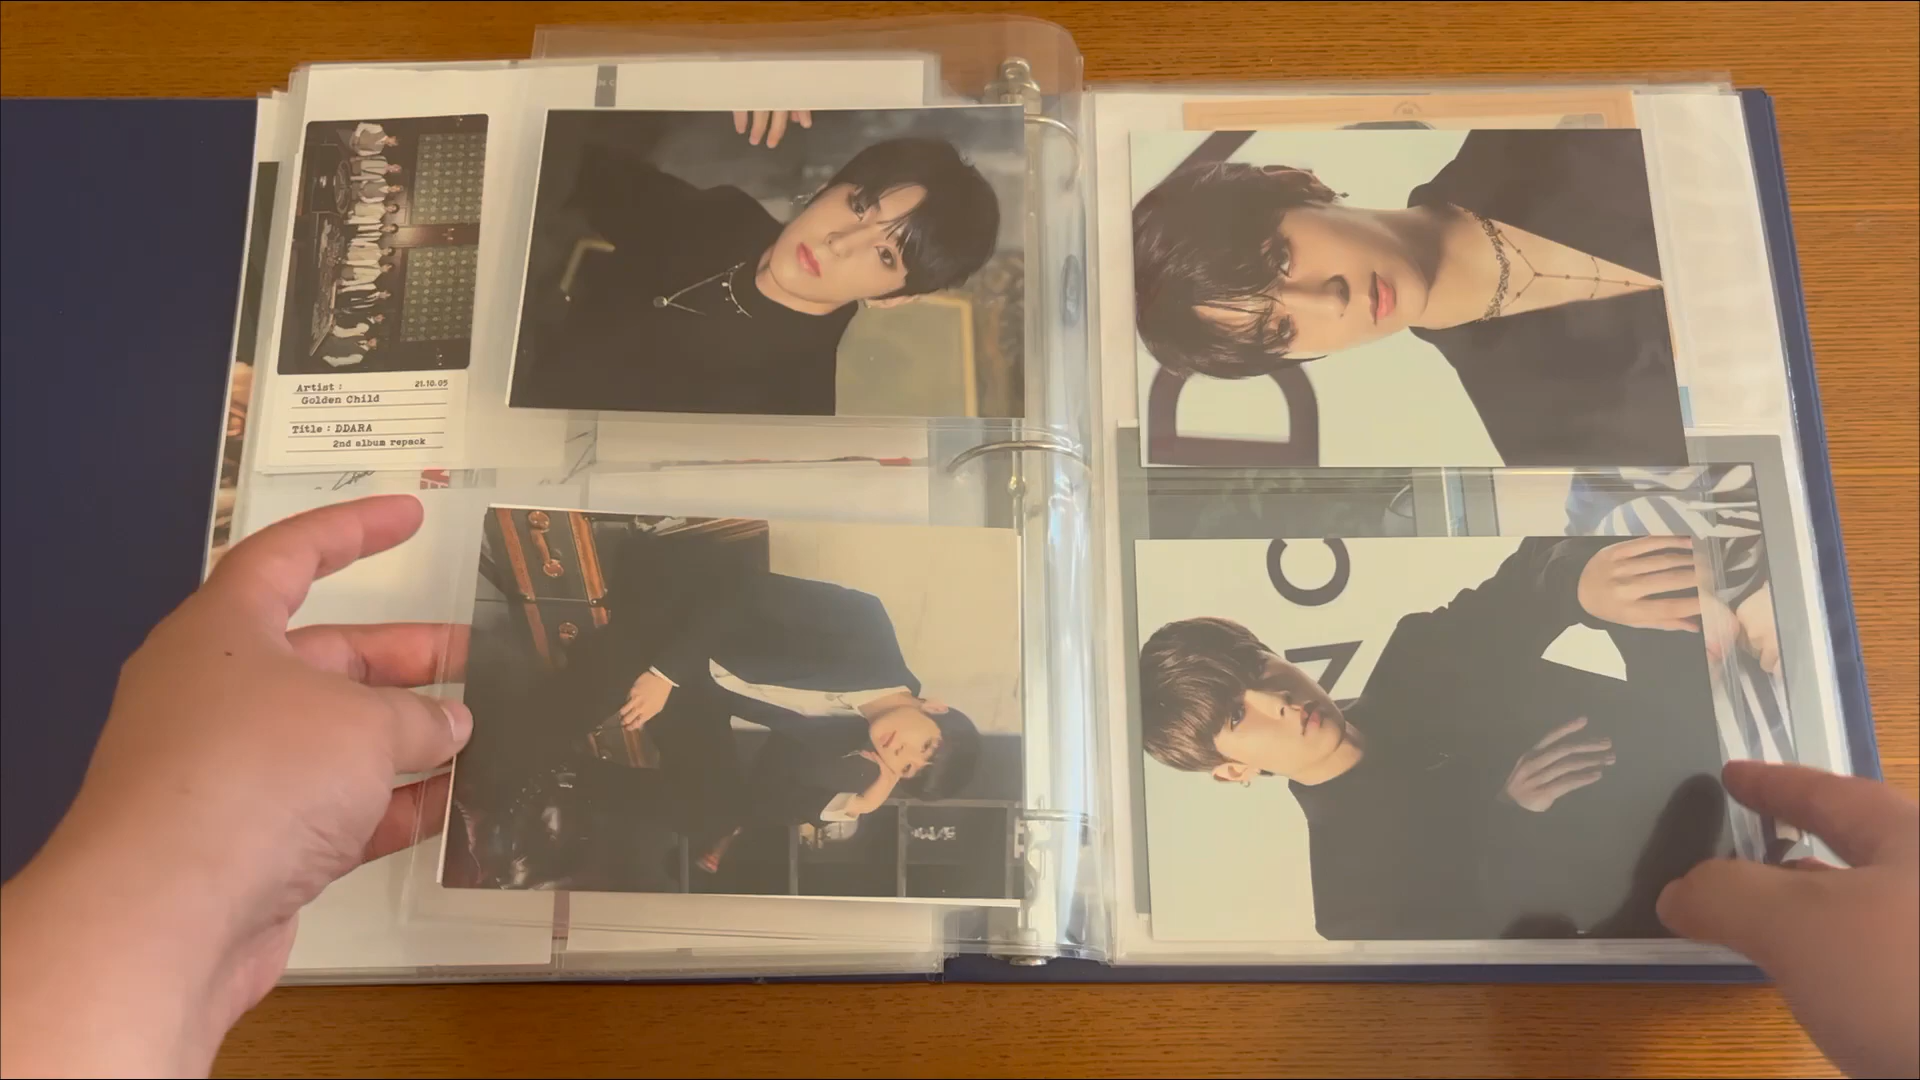 Artist :
21.10.05
Golden Child
Title : DDARA
2nd album repack
D
C